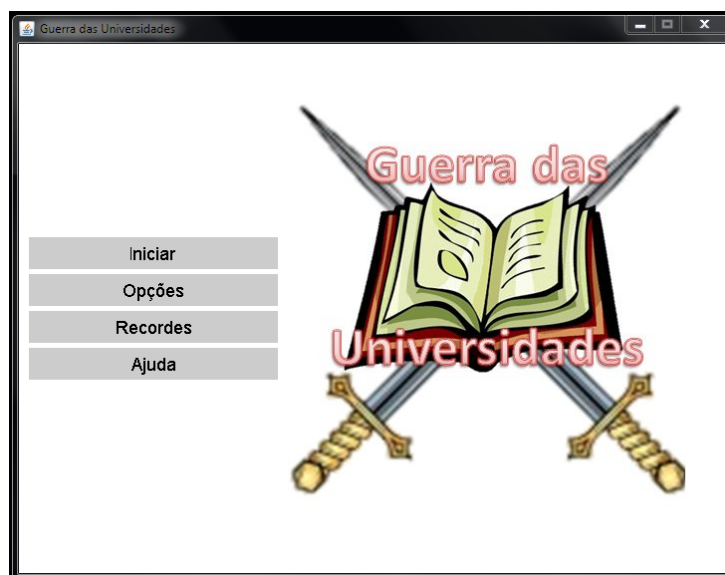 Guerra das Universidades
Guerra das
Universidades
Iniciar
Opções
Recordes
Ajuda